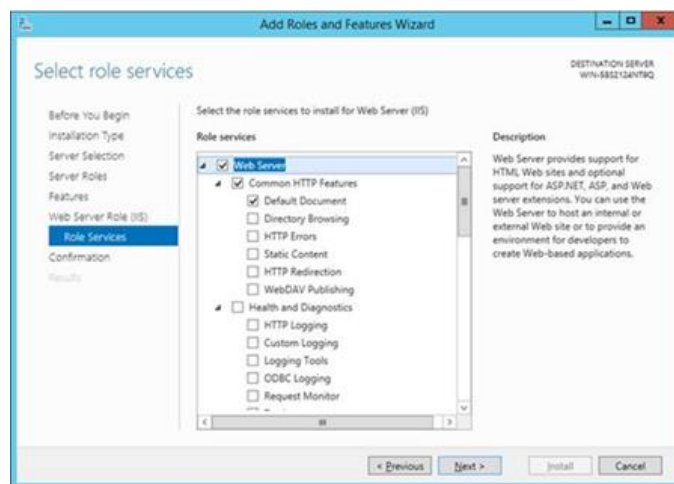 Add Roles and Features Wizard
Select role services
DESTINATION SERVER
Before You Begin
Installation Type
Server Selection
Server Roles
Features
Web Server Role (IIS)
Role Services
Confirmation
Results
Select the role services to install for Web Server (IIS)
Role services
Web Server
Common HTTP Features
Default Document
Directory Browsing
HTTP Errors
Static Content
HTTP Redirection
WebDAV Publishing
Health and Diagnostics
HTTP Logging
Custom Logging
Logging Tools
ODBC Logging
Request Monitor
Description
Web Server provides support for
HTML Web sites and optional
support for ASP.NET, ASP, and Web
server extensions. You can use the
Web Server to host an internal or
external Web site or to provide an
environment for developers to
create Web-based applications.
< Previous
Next >
Install
Cancel